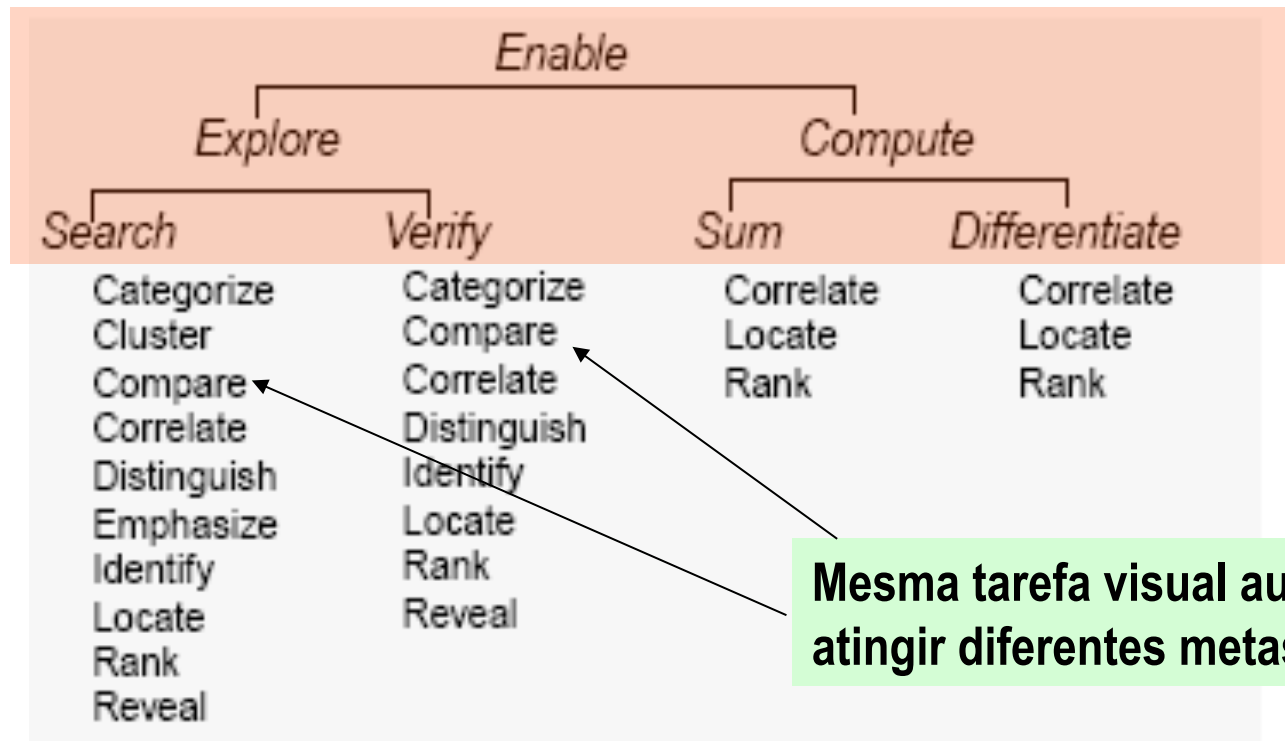 Enable
Explore Compute
Search Verify Sum Differentiate
Categorize Categorize Correlate Correlate
Cluster Compare Locate Locate
Compare Correlate Rank Rank
Correlate Distinguish
Distinguish Identify
Emphasize Locate
Identify Rank
Locate Reveal
Rank
Reveal
Mesma tarefa visual
atingir diferentes metas